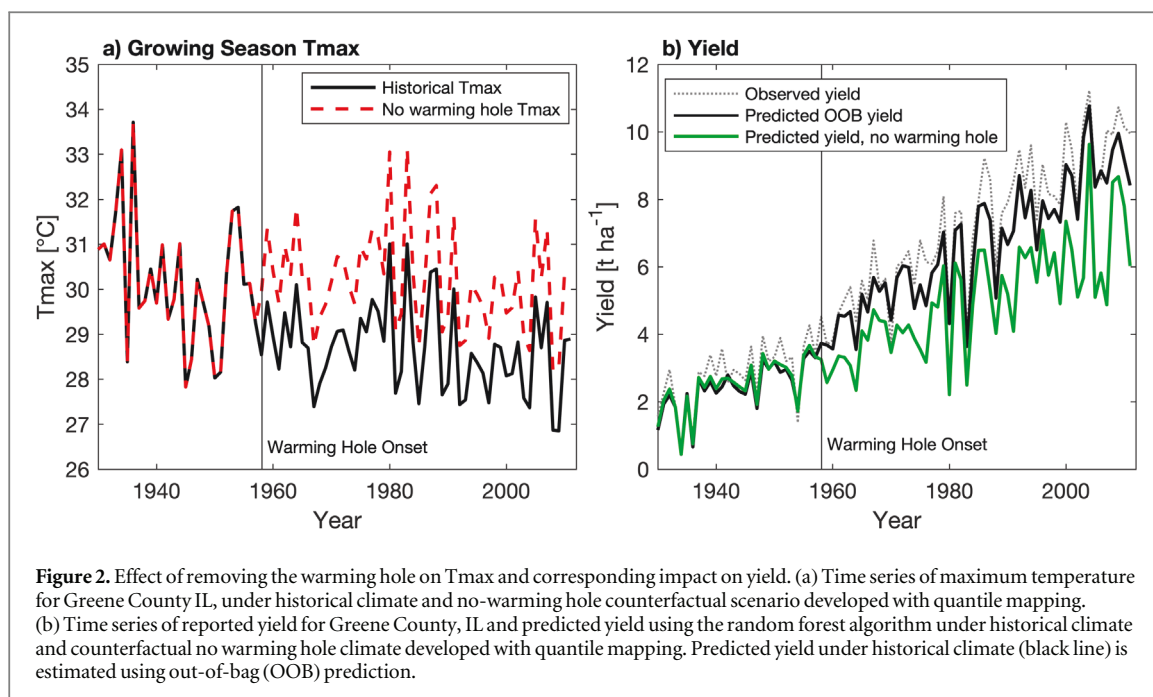 a) Growing Season Tmax
35
34
33
32
31
30
29
28
27
26
Tmax [°C]
Historical Tmax
No warming hole Tmax
Warming Hole Onset
1940
1960
1980
2000
Year
b) Yield
12
10
8
6
4
2
0
Yield [t ha⁻¹]
Observed yield
Predicted OOB yield
Predicted yield, no warming hole
Warming Hole Onset
1940
1960
1980
2000
Year
Figure 2. Effect of removing the warming hole on Tmax and corresponding impact on yield. (a) Time series of maximum temperature
for Greene County IL, under historical climate and no-warming hole counterfactual scenario developed with quantile mapping.
(b) Time series of reported yield for Greene County, IL and predicted yield using the random forest algorithm under historical climate
and counterfactual no warming hole climate developed with quantile mapping. Predicted yield under historical climate (black line) is
estimated using out-of-bag (OOB) prediction.